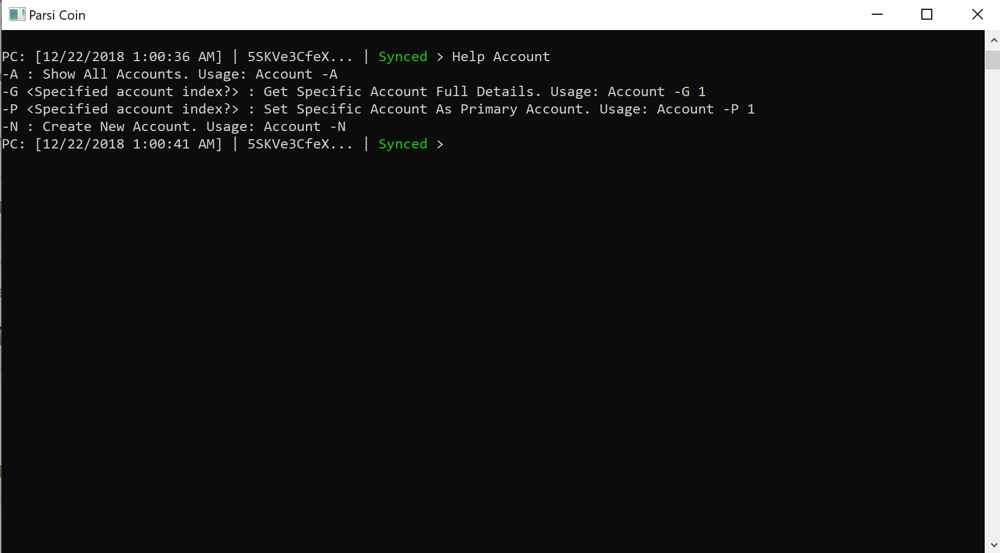 Parsi Coin
PC: [12/22/2018 1:00:36 AM] | 5SKVe3CfeX... | Synced > Help Account
-A : Show All Accounts. Usage: Account -A
-G <Specified account index?> : Get Specific Account Full Details. Usage: Account -G 1
-P <Specified account index?> : Set Specific Account As Primary Account. Usage: Account -P 1
-N : Create New Account. Usage: Account -N
PC: [12/22/2018 1:00:41 AM] | 5SKVe3CfeX... | Synced >